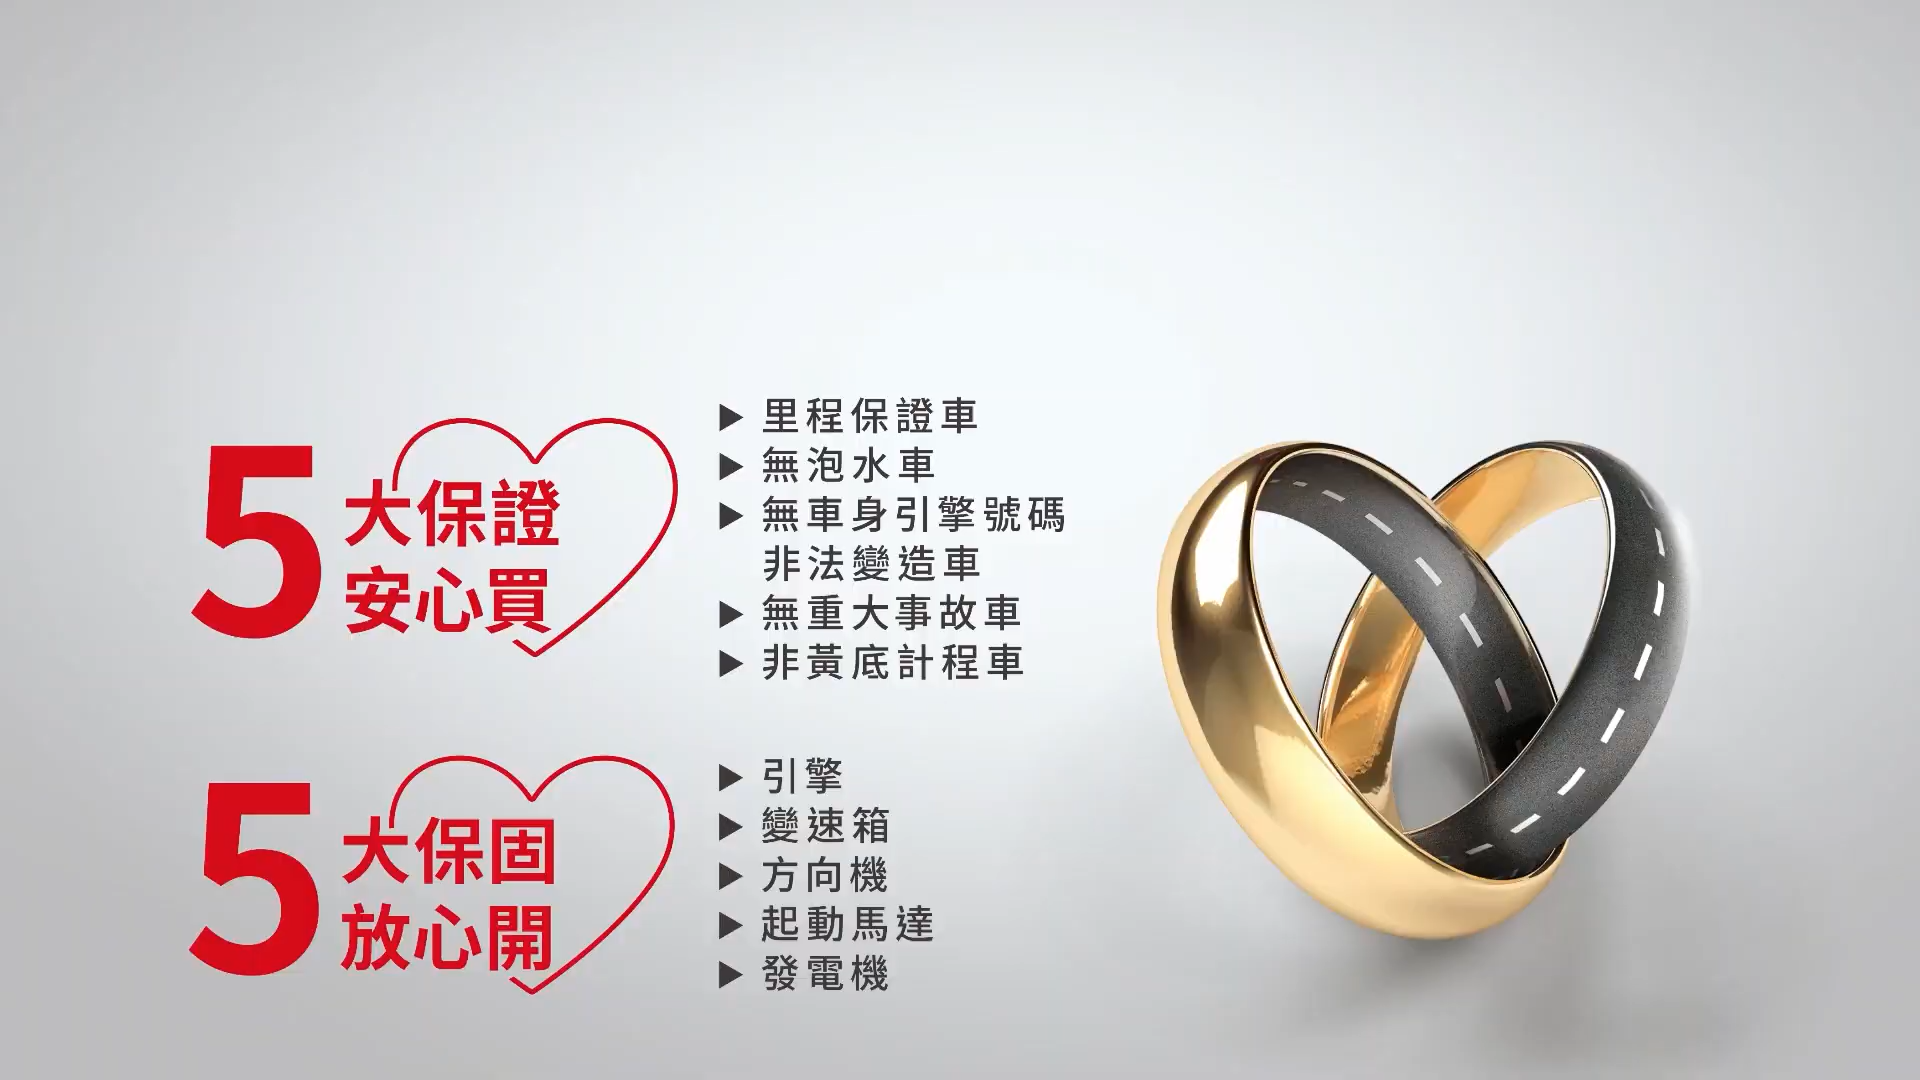 5大保證
安心買
▶ 里程保證車
▶ 無泡水車
▶ 無車身引擎號碼
非法變造車
▶ 無重大事故車
▶ 非黃底計程車
5大保固
放心開
▶ 引擎
▶ 變速箱
▶ 方向機
▶ 起動馬達
▶ 發電機